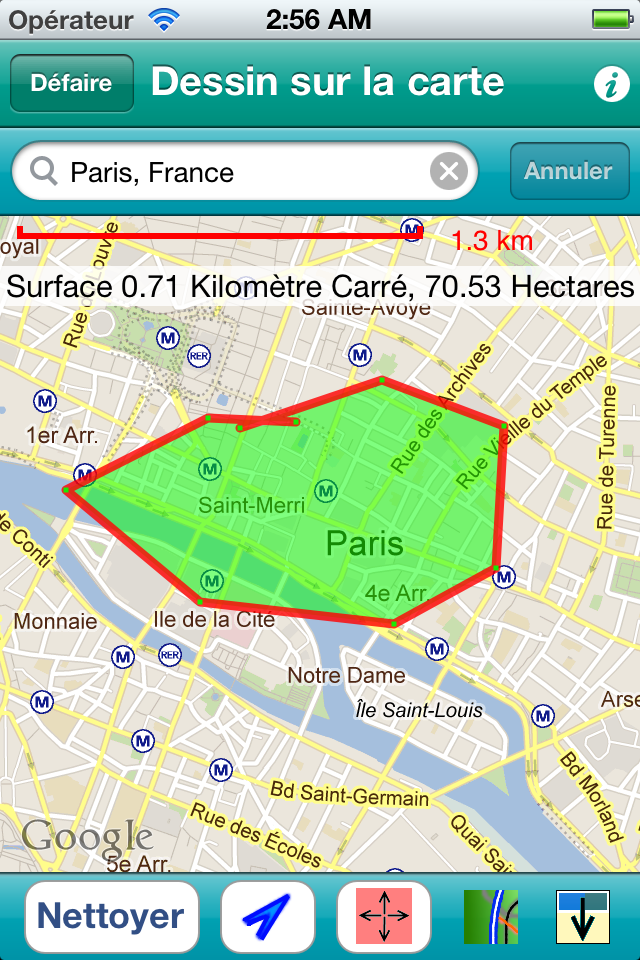 Opérateur 2:56 AM
Défaire Dessin sur la carte i
Paris, France Annuler
oyal M 1.3 km
Surface 0.71 Kilomètre Carré, 70.53 Hectares
Sainte-Avoye
Rue du Louvre
M
RER
M
Rue des Archives
Rue Vieille du Temple
Rue de Turenne
M
1er Arr.
M
M
M
Saint-Merri
Paris
de Conti
M
4e Arr.
M
Monnaie
Ile de la Cité
M
RER
M
Notre Dame
Arse
M
Île Saint-Louis
M
M
M
Bd Saint-Germain
Bd Morland
Rue des Écoles
Quai Sai
Google
5e Arr.
Nettoyer